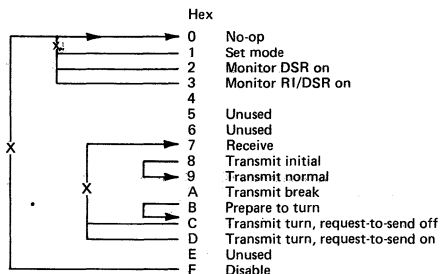 Hex
0 No-op
1 Set mode
2 Monitor DSR on
3 Monitor RI/DSR on
4
5 Unused
6 Unused
7 Receive
8 Transmit initial
9 Transmit normal
A Transmit break
B Prepare to turn
C Transmit turn, request-to-send off
D Transmit turn, request-to-send on
E Unused
F Disable
X
X
X